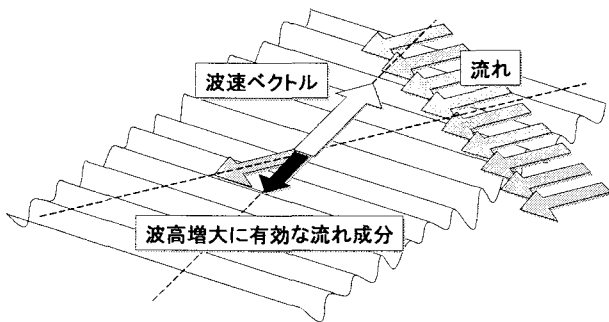 流れ
波速ベクトル
波高増大に有効な流れ成分